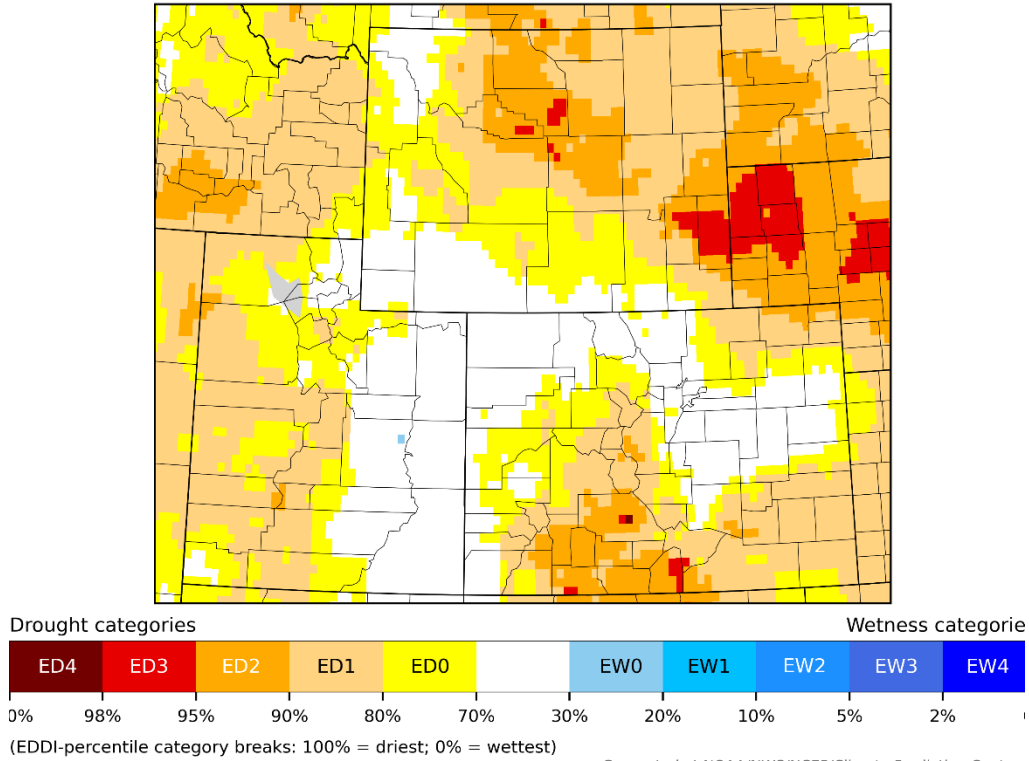 Drought categories Wetness categorie
ED4 ED3 ED2 ED1 ED0 EW0 EW1 EW2 EW3 EW4
0% 98% 95% 90% 80% 70% 30% 20% 10% 5% 2%
(EDDI-percentile category breaks: 100% = driest; 0% = wettest)